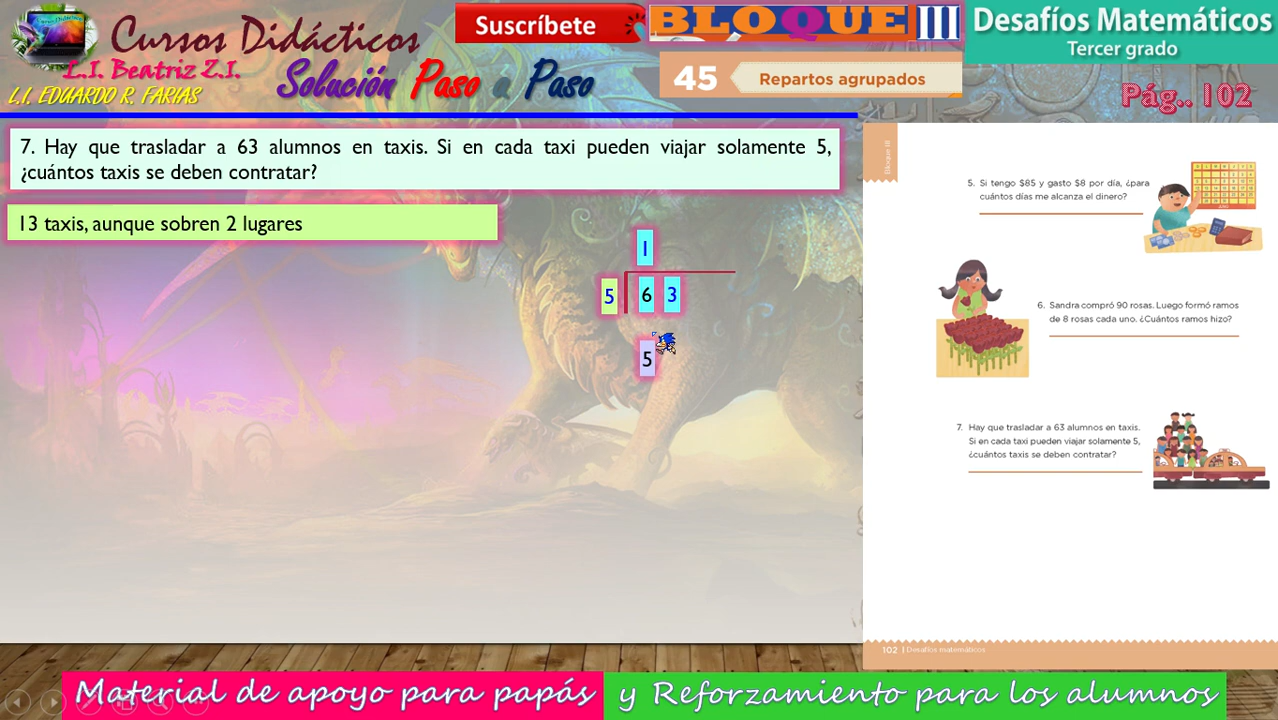 Cursos Didácticos
L.I. Beatriz Z.I.
L.I. EDUARDO R. FARIAS
Solución Paso a Paso
Suscríbete
BLOQUE III
Desafíos Matemáticos
Tercer grado
45 Repartos agrupados
Pág.. 102
7. Hay que trasladar a 63 alumnos en taxis. Si en cada taxi pueden viajar solamente 5,
¿cuántos taxis se deben contratar?
13 taxis, aunque sobren 2 lugares
1
5 6 3
5
Bloque III
5. Si tengo $85 y gasto $8 por día, ¿para
cuántos días me alcanza el dinero?
6. Sandra compró 90 rosas. Luego formó ramos
de 8 rosas cada uno. ¿Cuántos ramos hizo?
7. Hay que trasladar a 63 alumnos en taxis.
Si en cada taxi pueden viajar solamente 5,
¿cuántos taxis se deben contratar?
102 | Desafíos matemáticos
Material de apoyo para papás y Reforzamiento para los alumnos